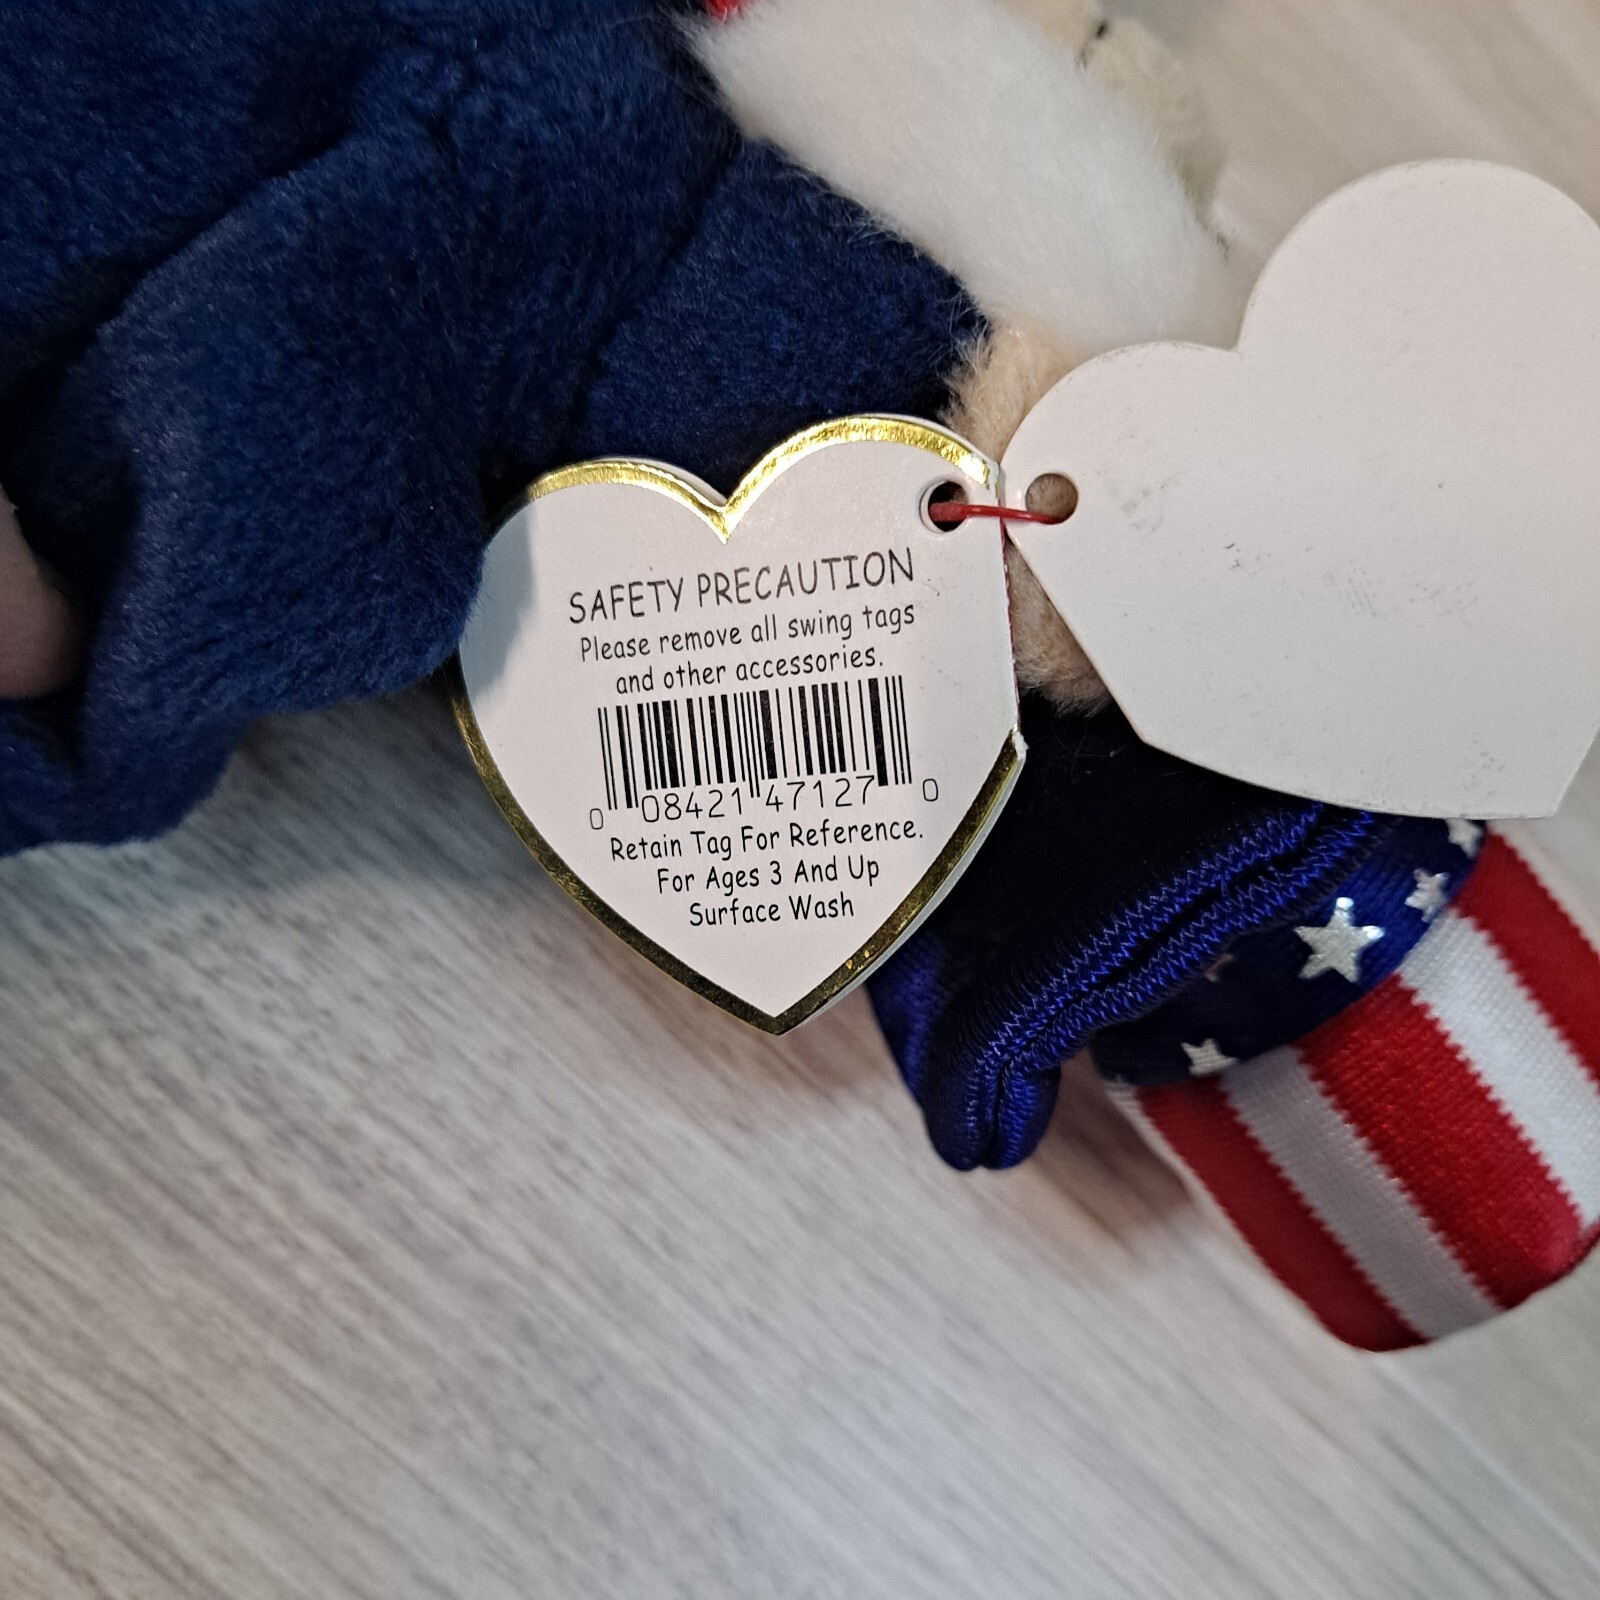 SAFETY PRECAUTION
Please remove all swing tags
and other accessories.
0 08421 47127 0
Retain Tag For Reference.
For Ages 3 And Up
Surface Wash